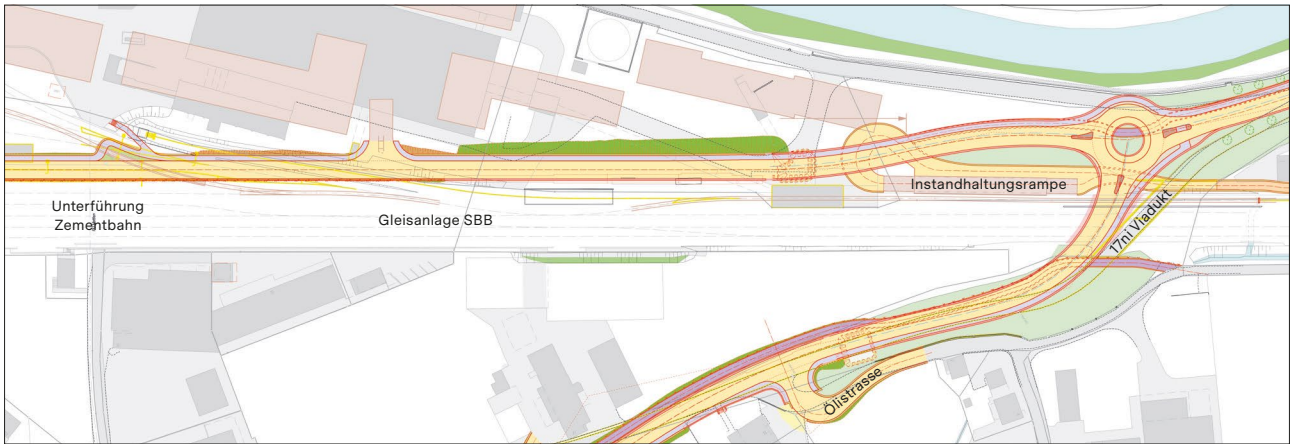 Unterführung
Zementbahn
Gleisanlage SBB
Instandhaltungsrampe
17ni Viadukt
Ölistrasse